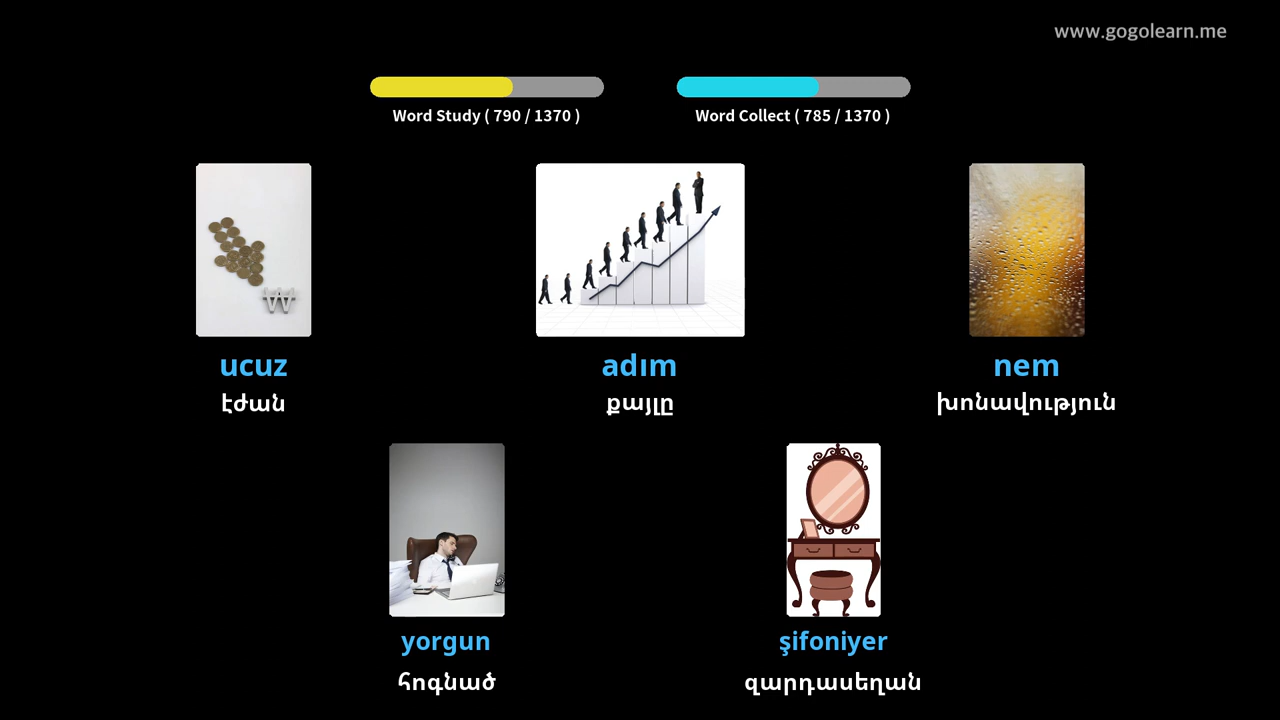 www.gogolearn.me
Word Study ( 790 / 1370 )
Word Collect ( 785 / 1370 )
ucuz
adım
nem
էժան
քայլը
խոնավություն
yorgun
şifoniyer
հոգնած
զարդասեղան